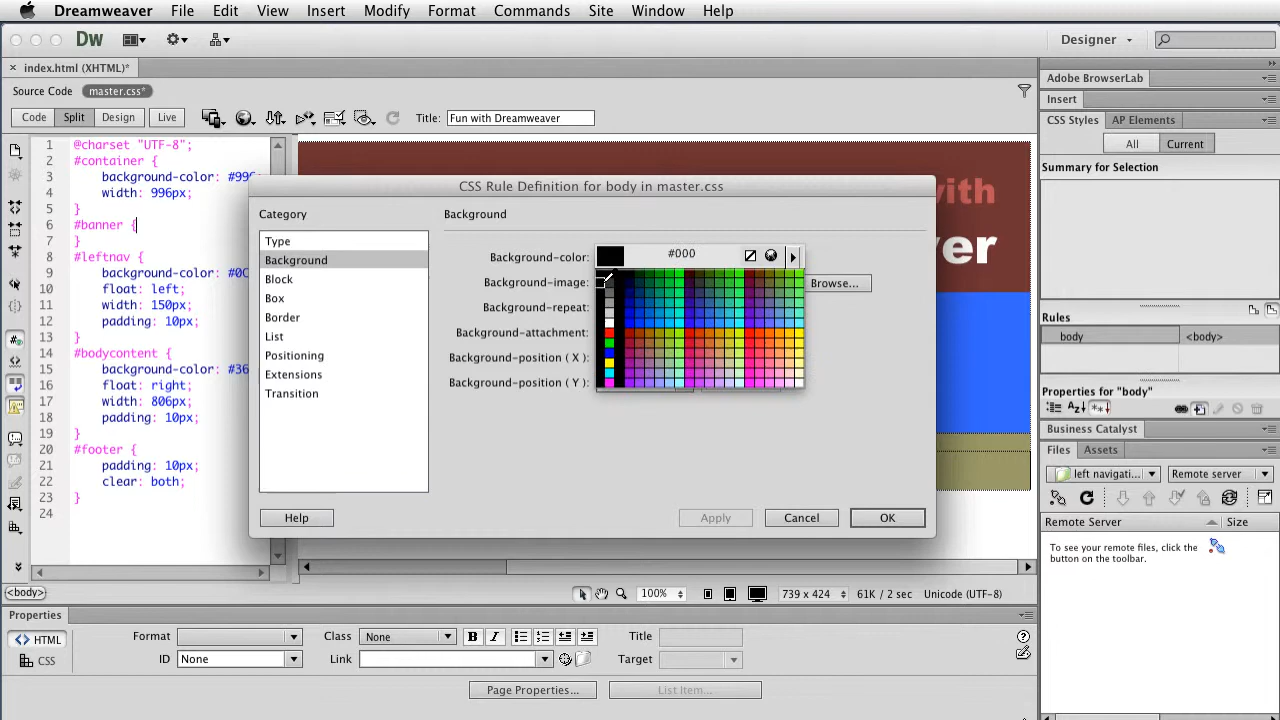 Dreamweaver File Edit View Insert Modify Format Commands Site Window Help
Dw
Designer
index.html (XHTML)*
Source Code master.css*
Code Split Design Live
Title: Fun with Dreamweaver
1 @charset "UTF-8";
2 #container {
3 background-color: #996
4 width: 996px;
5 }
6 #banner {
7 }
8 #leftnav {
9 background-color: #0C
10 float: left;
11 width: 150px;
12 padding: 10px;
13 }
14 #bodycontent {
15 background-color: #36
16 float: right;
17 width: 806px;
18 padding: 10px;
19 }
20 #footer {
21 padding: 10px;
22 clear: both;
23 }
24
with
ver
CSS Rule Definition for body in master.css
Category
Type
Background
Block
Box
Border
List
Positioning
Extensions
Transition
Background
Background-color: #000
Background-image: Browse...
Background-repeat:
Background-attachment:
Background-position (X):
Background-position (Y):
Help Apply Cancel OK
Adobe BrowserLab
Insert
CSS Styles AP Elements
All Current
Summary for Selection
Rules
body <body>
Properties for "body"
Business Catalyst
Files Assets
left navigati... Remote server
Remote Server Size
To see your remote files, click the
button on the toolbar.
<body>
100% 739 x 424 61K / 2 sec Unicode (UTF-8)
Properties
HTML
CSS
Format
Class None
B I
Title
ID None
Link
Target
Page Properties... List Item...